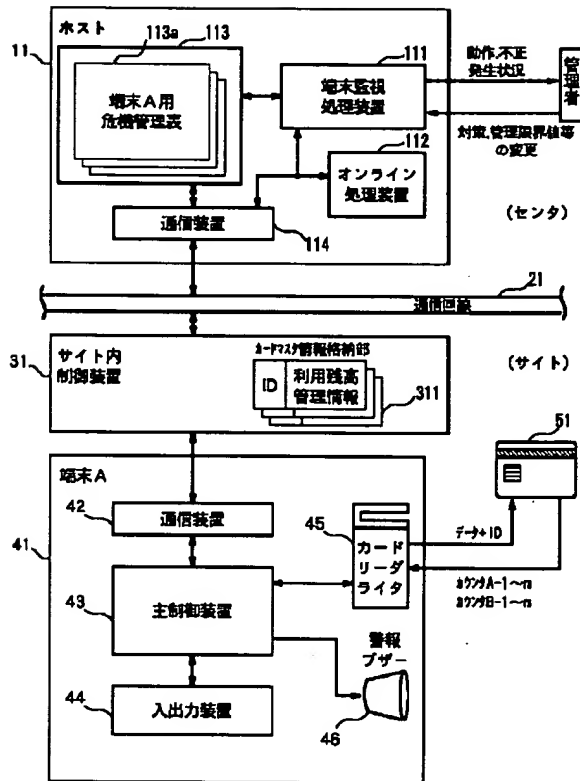 ホスト
11
113a
113
端末A用
危機管理表
111
端末監視
処理装置
動作、不正
発生状況
管理者
対策、管理限界値等
の変更
112
オンライン
処理装置
通信装置
114
(センタ)
21
通信回線
31
サイト内
制御装置
カードマスタ情報格納部
ID
利用残高
管理情報
311
(サイト)
51
41
端末A
42
通信装置
45
カード
リーダ
ライタ
データ+ID
カウンタA-1~m
カウンタB-1~m
43
主制御装置
警報
ブザー
46
44
入出力装置